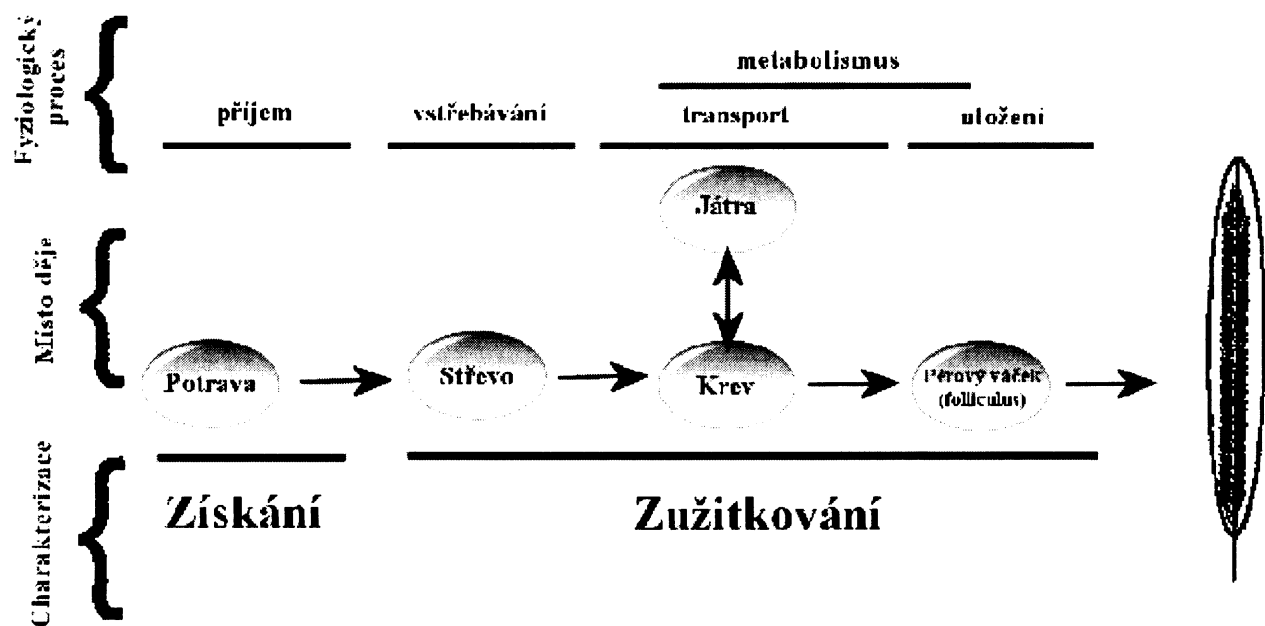 Fyziologický
proces
metabolismus
příjem
vstřebávání
transport
uložení
Místo děje
Játra
Potrava
Střevo
Krev
Pérový váček
(folliculus)
Charakterizace
Získání
Zužitkování